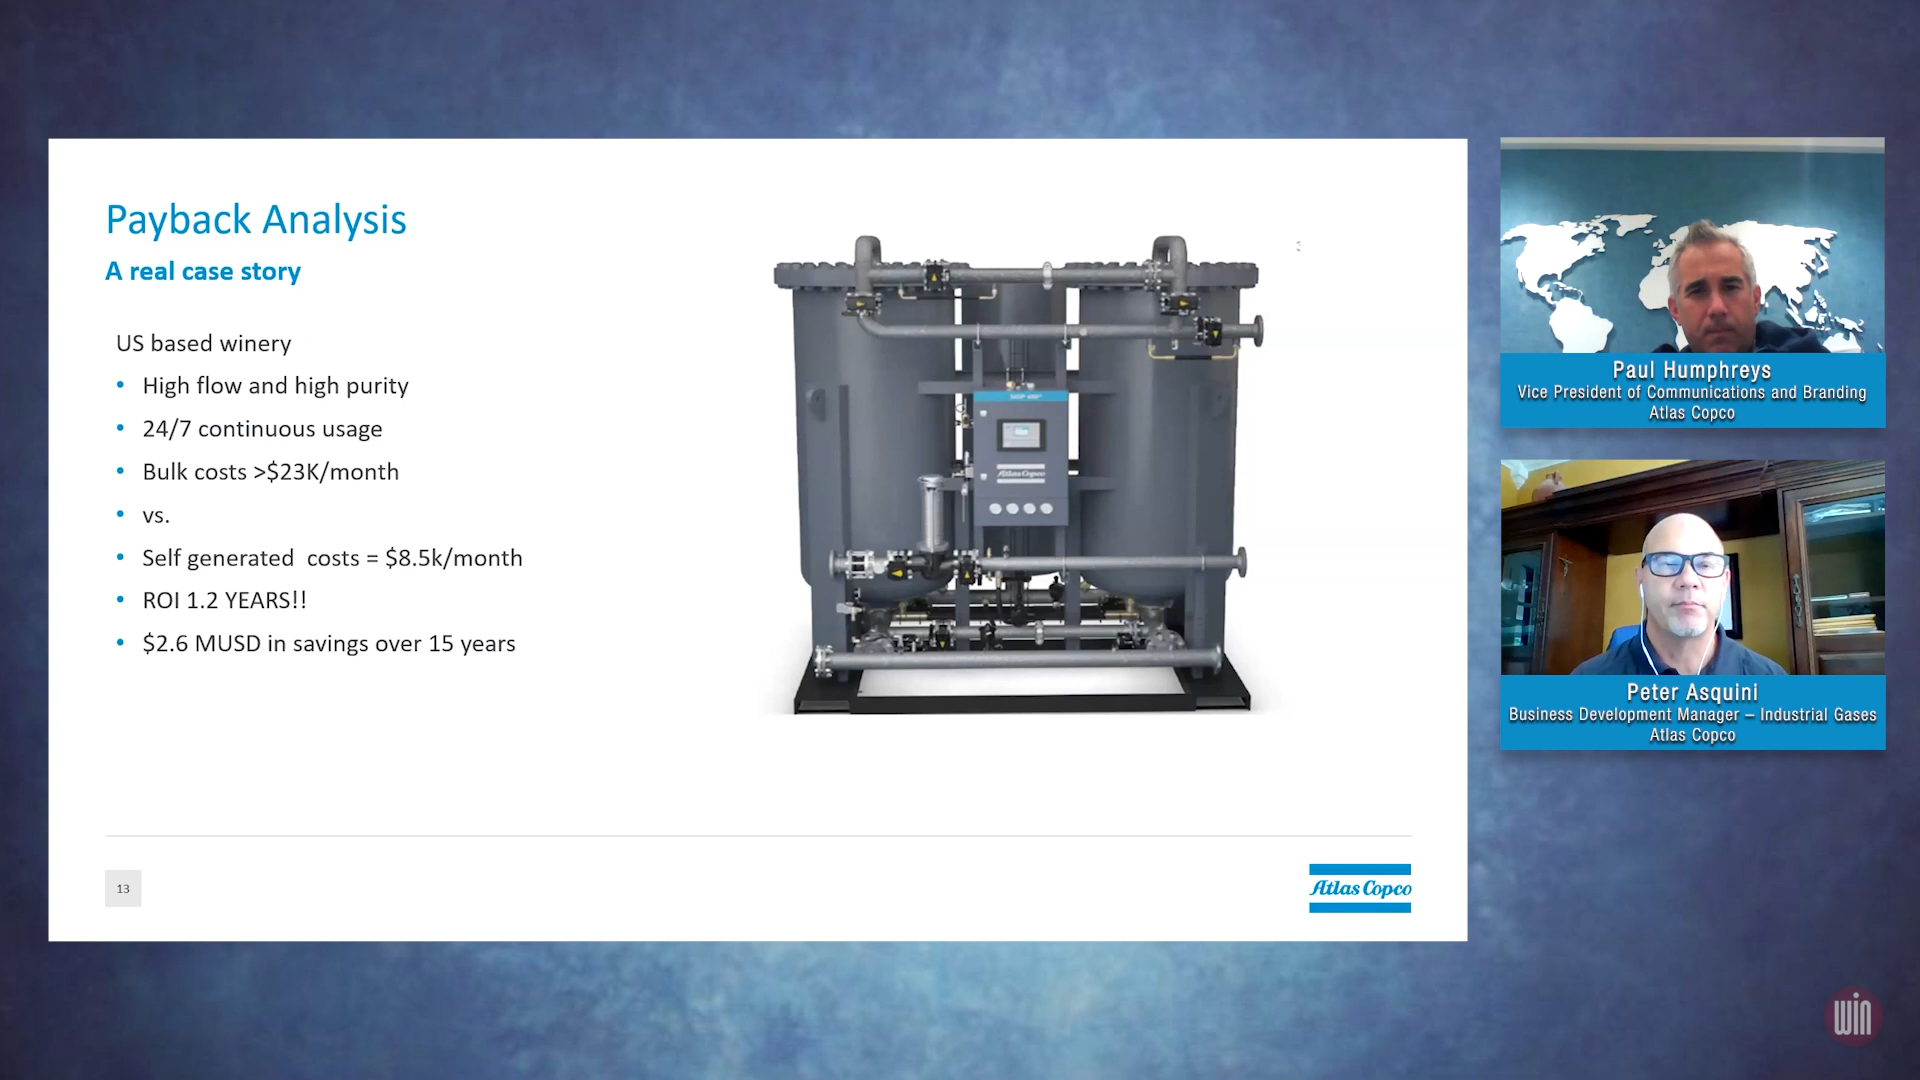 Payback Analysis
A real case story
US based winery
• High flow and high purity
• 24/7 continuous usage
• Bulk costs >$23K/month
• vs.
• Self generated  costs = $8.5k/month
• ROI 1.2 YEARS!!
• $2.6 MUSD in savings over 15 years
Atlas Copco
13
Atlas Copco
Paul Humphreys
Vice President of Communications and Branding
Atlas Copco
Peter Asquini
Business Development Manager – Industrial Gases
Atlas Copco
win